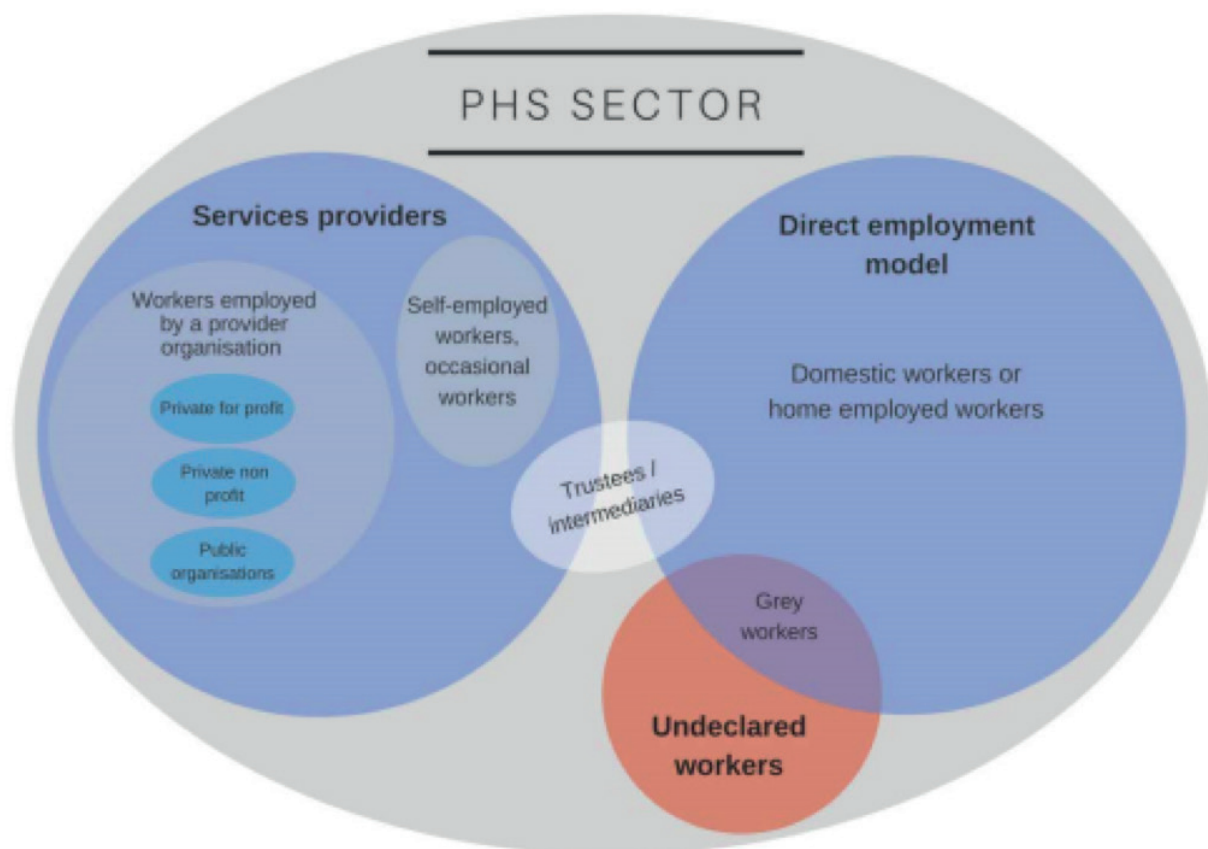 PHS SECTOR
Services providers
Workers employed
by a provider
organisation
Private for profit
Private non
profit
Public
organisations
Self-employed
workers,
occasional
workers
Trustees /
intermediaries
Direct employment
model
Domestic workers or
home employed workers
Grey
workers
Undeclared
workers